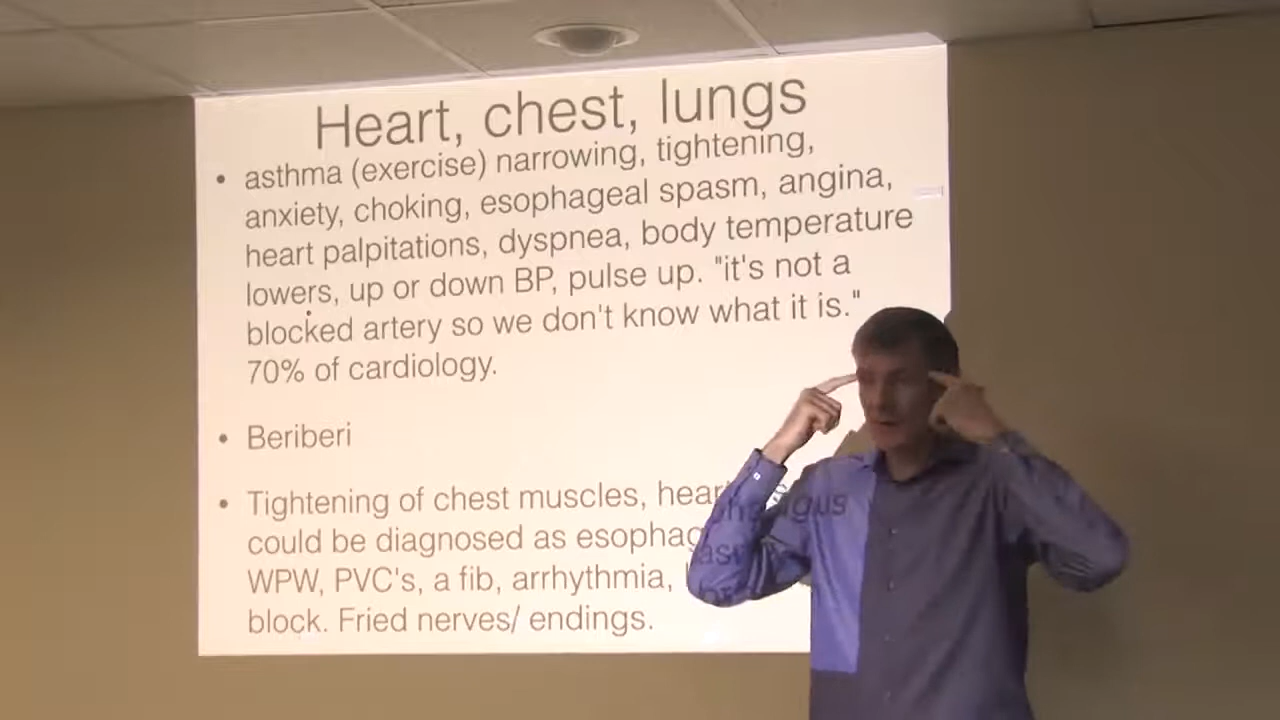 Heart, chest, lungs
• asthma (exercise) narrowing, tightening,
anxiety, choking, esophageal spasm, angina,
heart palpitations, dyspnea, body temperature
lowers, up or down BP, pulse up. "it's not a
blocked artery so we don't know what it is."
70% of cardiology.
• Beriberi
• Tightening of chest muscles, heart
could be diagnosed as
WPW, PVC's, a fib, arrhythmia,
block. Fried nerves/ endings.